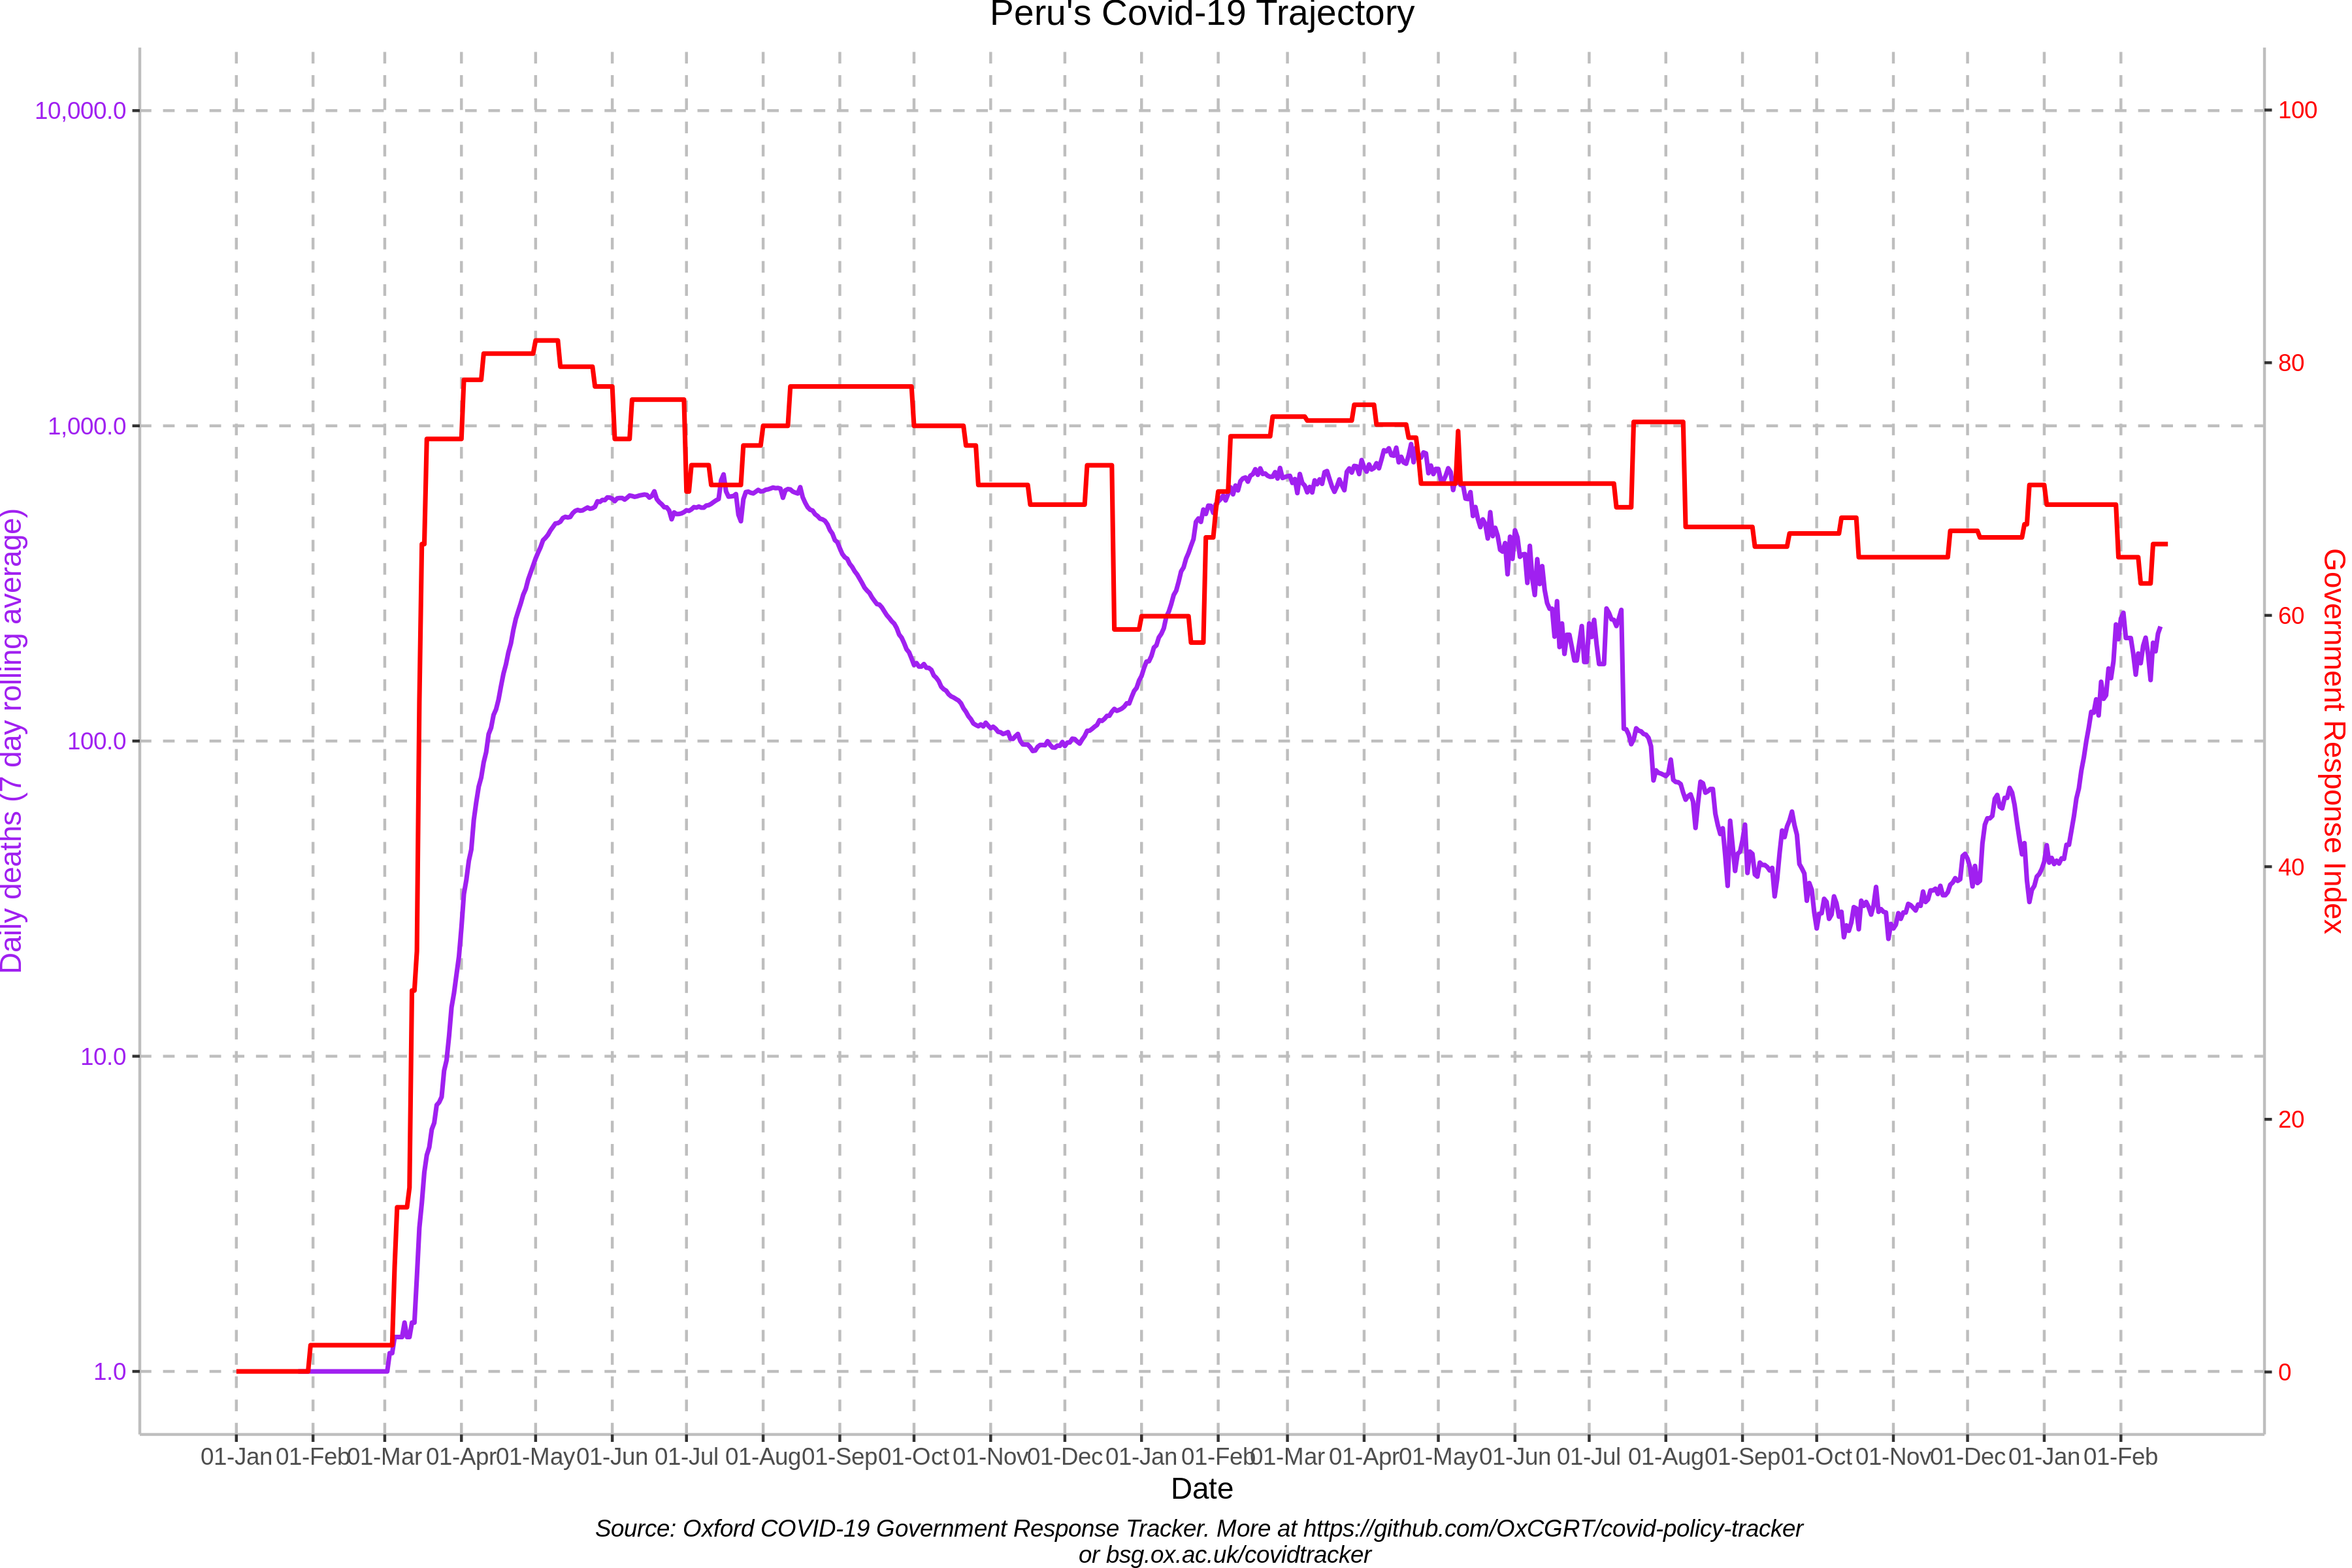 Peru's Covid-19 Trajectory
10,000.0
1,000.0
100.0
10.0
1.0
Daily deaths (7 day rolling average)
100
80
60
40
20
0
Government Response Index
01-Jan 01-Feb 01-Mar 01-Apr 01-May 01-Jun 01-Jul 01-Aug 01-Sep 01-Oct 01-Nov 01-Dec 01-Jan 01-Feb 01-Mar 01-Apr 01-May 01-Jun 01-Jul 01-Aug 01-Sep 01-Oct 01-Nov 01-Dec 01-Jan 01-Feb
Date
Source: Oxford COVID-19 Government Response Tracker. More at https://github.com/OxCGRT/covid-policy-tracker
or bsg.ox.ac.uk/covidtracker